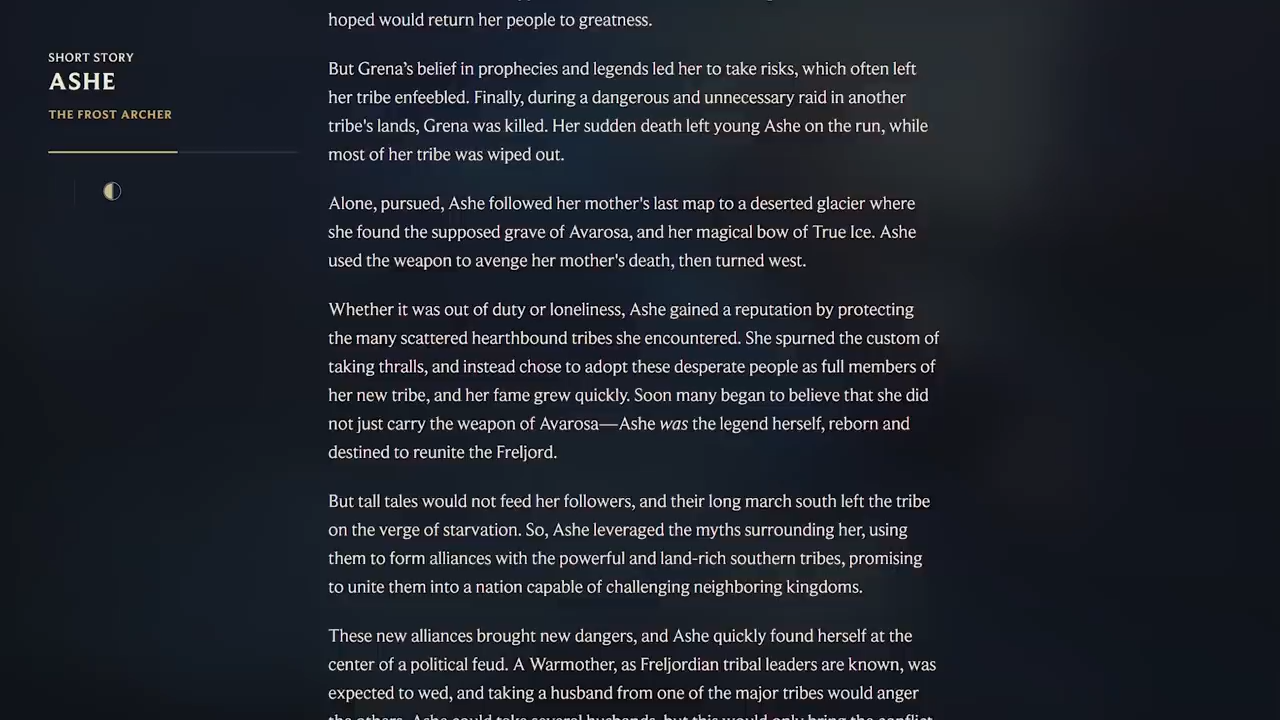 SHORT STORY
ASHE
THE FROST ARCHER
hoped would return her people to greatness.
But Grena’s belief in prophecies and legends led her to take risks, which often left
her tribe enfeebled. Finally, during a dangerous and unnecessary raid in another
tribe's lands, Grena was killed. Her sudden death left young Ashe on the run, while
most of her tribe was wiped out.
Alone, pursued, Ashe followed her mother's last map to a deserted glacier where
she found the supposed grave of Avarosa, and her magical bow of True Ice. Ashe
used the weapon to avenge her mother's death, then turned west.
Whether it was out of duty or loneliness, Ashe gained a reputation by protecting
the many scattered hearthbound tribes she encountered. She spurned the custom of
taking thralls, and instead chose to adopt these desperate people as full members of
her new tribe, and her fame grew quickly. Soon many began to believe that she did
not just carry the weapon of Avarosa—Ashe was the legend herself, reborn and
destined to reunite the Freljord.
But tall tales would not feed her followers, and their long march south left the tribe
on the verge of starvation. So, Ashe leveraged the myths surrounding her, using
them to form alliances with the powerful and land-rich southern tribes, promising
to unite them into a nation capable of challenging neighboring kingdoms.
These new alliances brought new dangers, and Ashe quickly found herself at the
center of a political feud. A Warmother, as Freljordian tribal leaders are known, was
expected to wed, and taking a husband from one of the major tribes would anger
the others. Ashe could take several husbands, but this would only bring the conflict